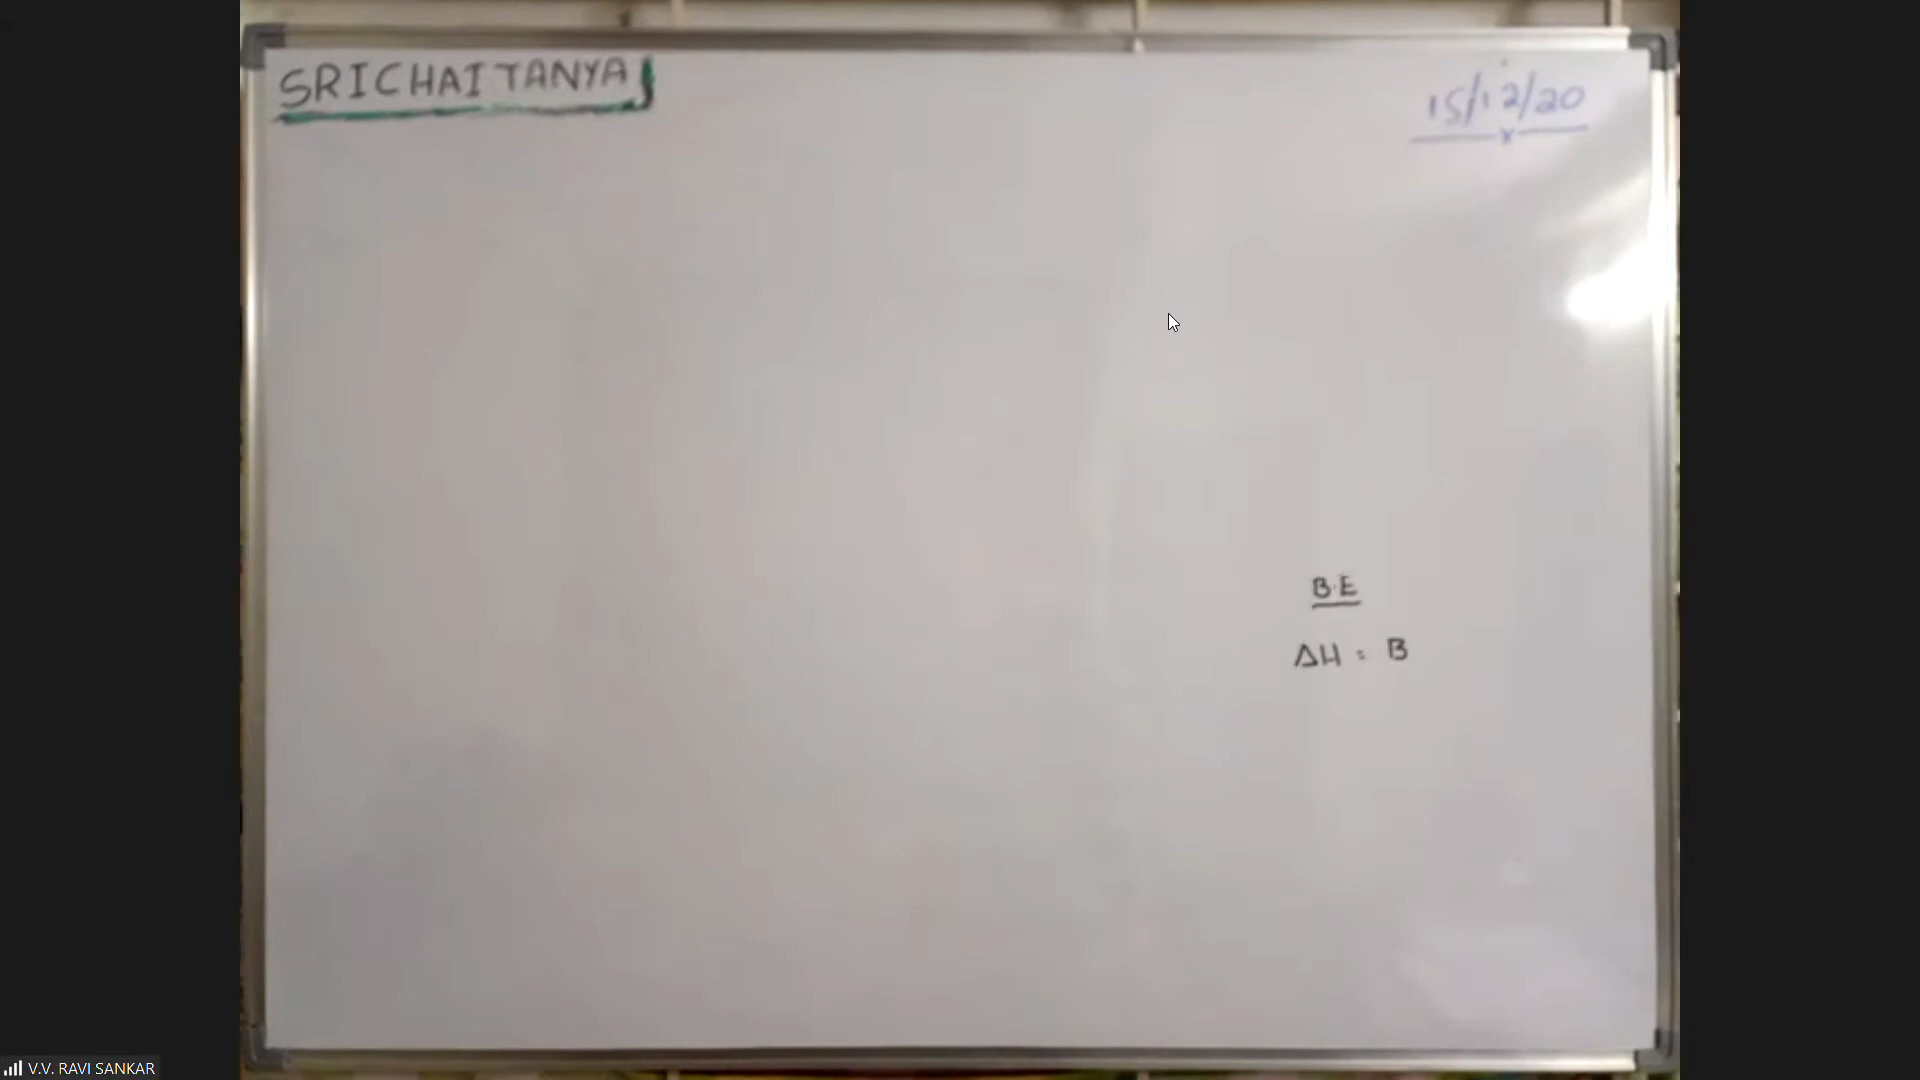 SRICHAITANYA
15/12/20
B.E
ΔH = B
V.V. RAVI SANKAR